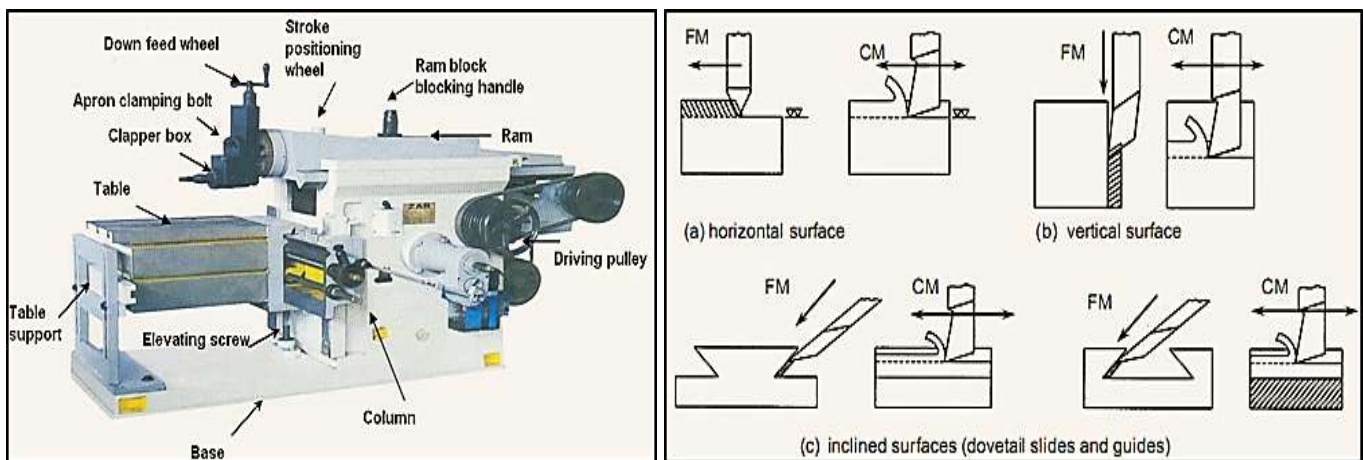 Down feed wheel
Stroke
positioning
wheel
Ram block
blocking handle
Apron clamping bolt
Clapper box
Ram
Table
ZAR
Driving pulley
Table
support
Elevating screw
Column
Base
FM
CM
FM
CM
(a) horizontal surface
(b) vertical surface
FM
CM
FM
CM
(c) inclined surfaces (dovetail slides and guides)